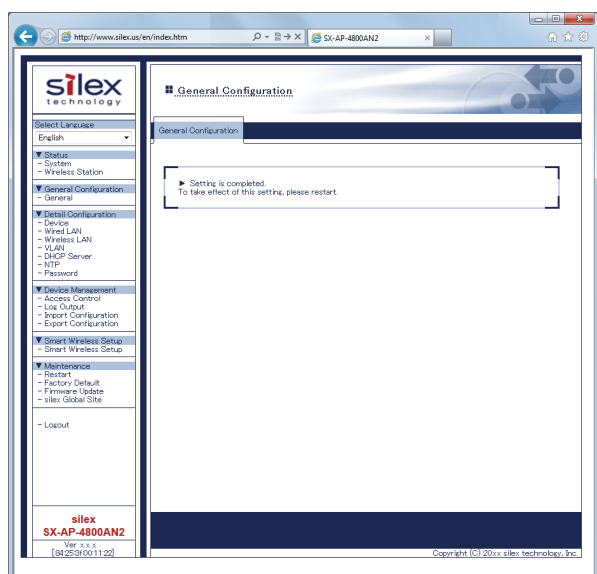 http://www.silex.us/en/index.htm
SX-AP-4800AN2
silex
technology
Select Language
English
▼ Status
- System
- Wireless Station
▼ General Configuration
- General
▼ Detail Configuration
- Device
- Wired LAN
- Wireless LAN
- VLAN
- DHCP Server
- NTP
- Password
▼ Device Management
- Access Control
- Log Output
- Import Configuration
- Export Configuration
▼ Smart Wireless Setup
- Smart Wireless Setup
▼ Maintenance
- Restart
- Factory Default
- Firmware Update
- silex Global Site
- Logout
silex
SX-AP-4800AN2
Ver x.x.x
[84:25:3f:00:11:22]
General Configuration
General Configuration
▶ Setting is completed.
To take effect of this setting, please restart.
Copyright (C) 20xx silex technology, Inc.